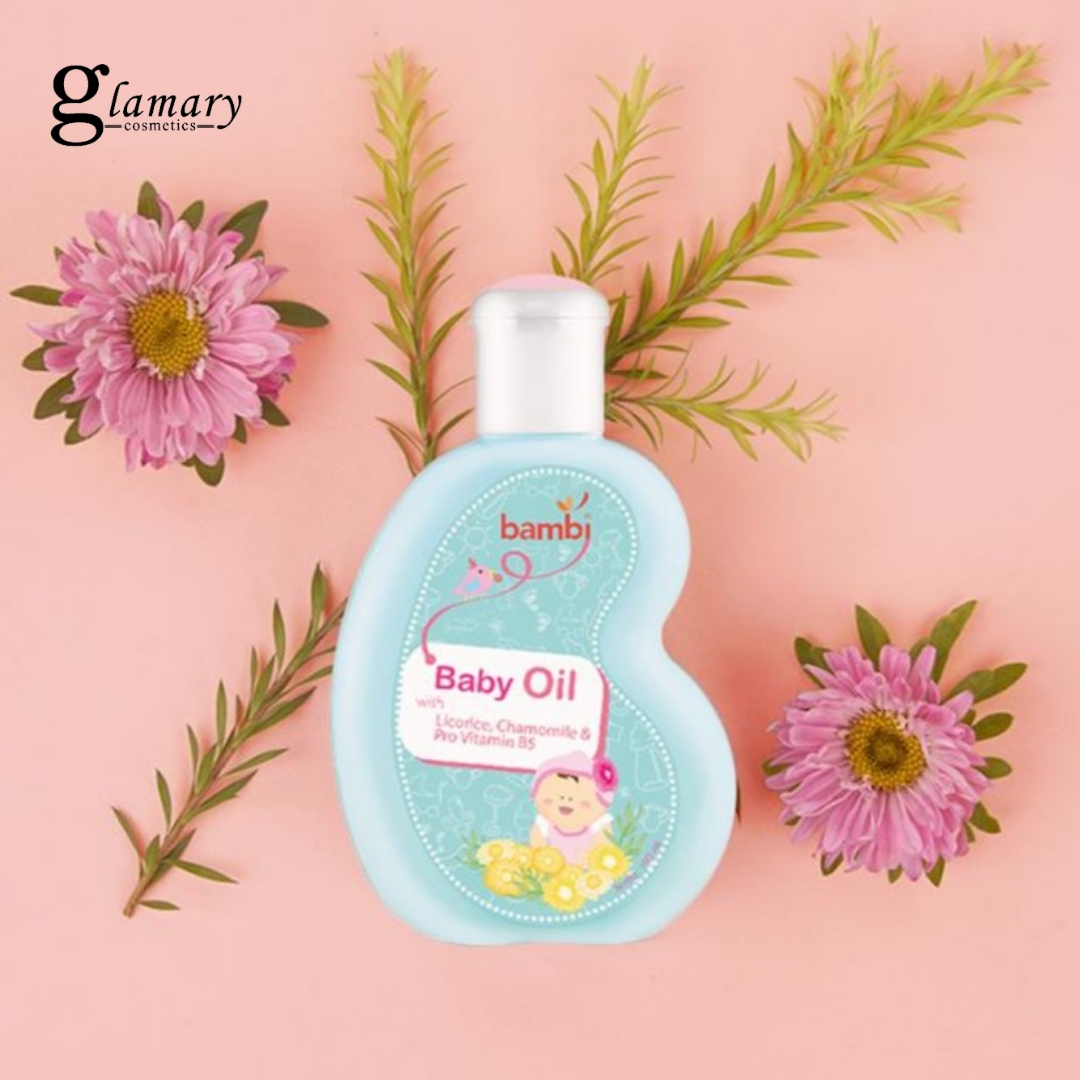 glamary
cosmetics
bambi
Baby Oil
with
Licorice, Chamomile &
Pro Vitamin B5